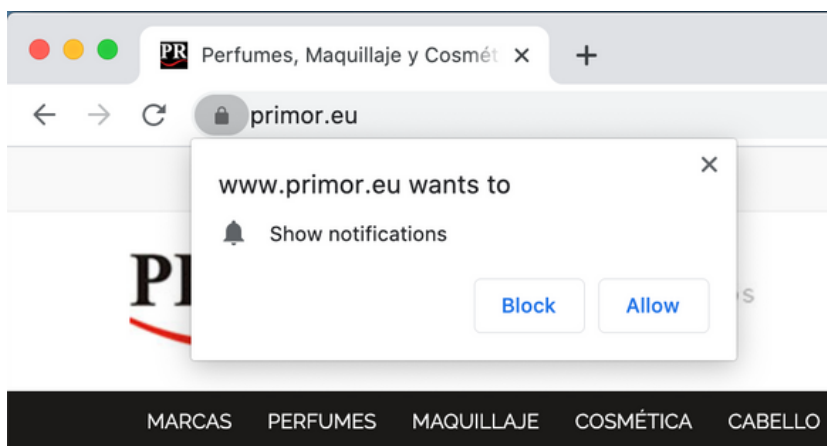 PR Perfumes, Maquillaje y Cosmét
primor.eu
www.primor.eu wants to
Show notifications
Block Allow
PR
MARCAS PERFUMES MAQUILLAJE COSMÉTICA CABELLO